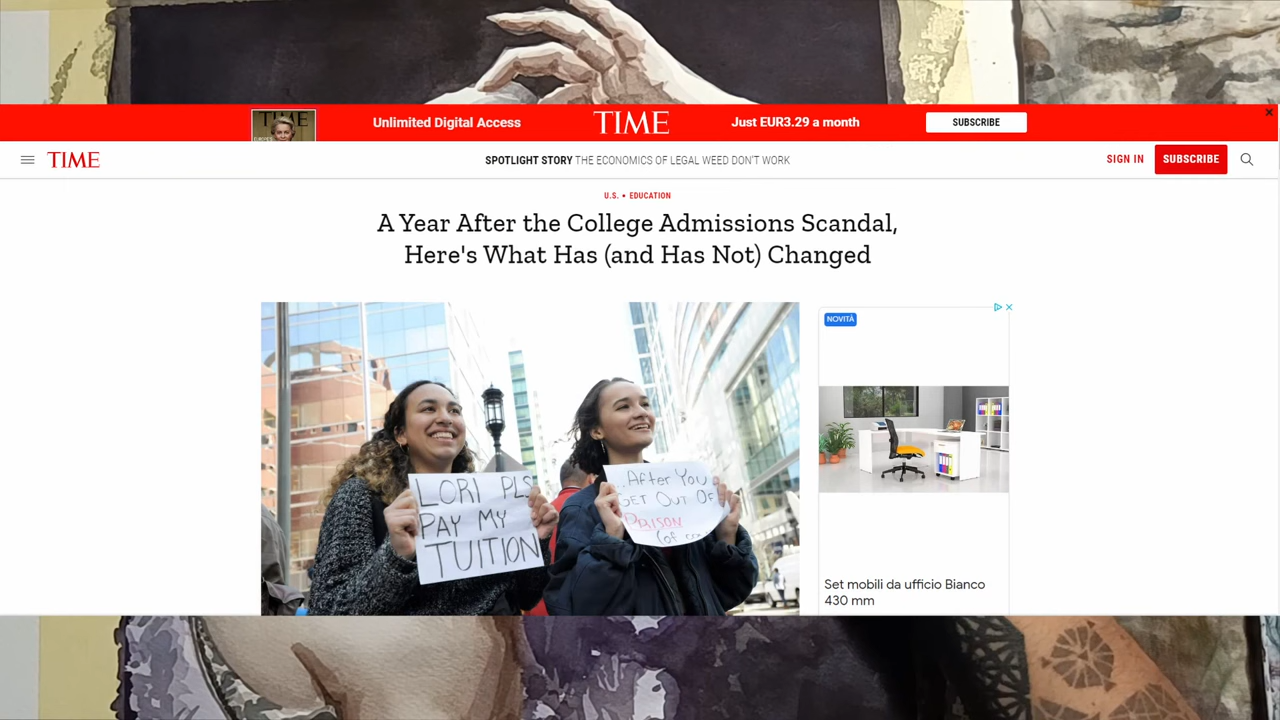 TIME
Unlimited Digital Access
TIME
Just EUR3.29 a month
SUBSCRIBE
TIME
SPOTLIGHT STORY THE ECONOMICS OF LEGAL WEED DON'T WORK
SIGN IN
SUBSCRIBE
U.S. • EDUCATION
A Year After the College Admissions Scandal,
Here's What Has (and Has Not) Changed
LORI PLS
PAY MY
TUITION
...After You
GET OUT OF
PRISON
(of
NOVITÀ
Set mobili da ufficio Bianco
430 mm